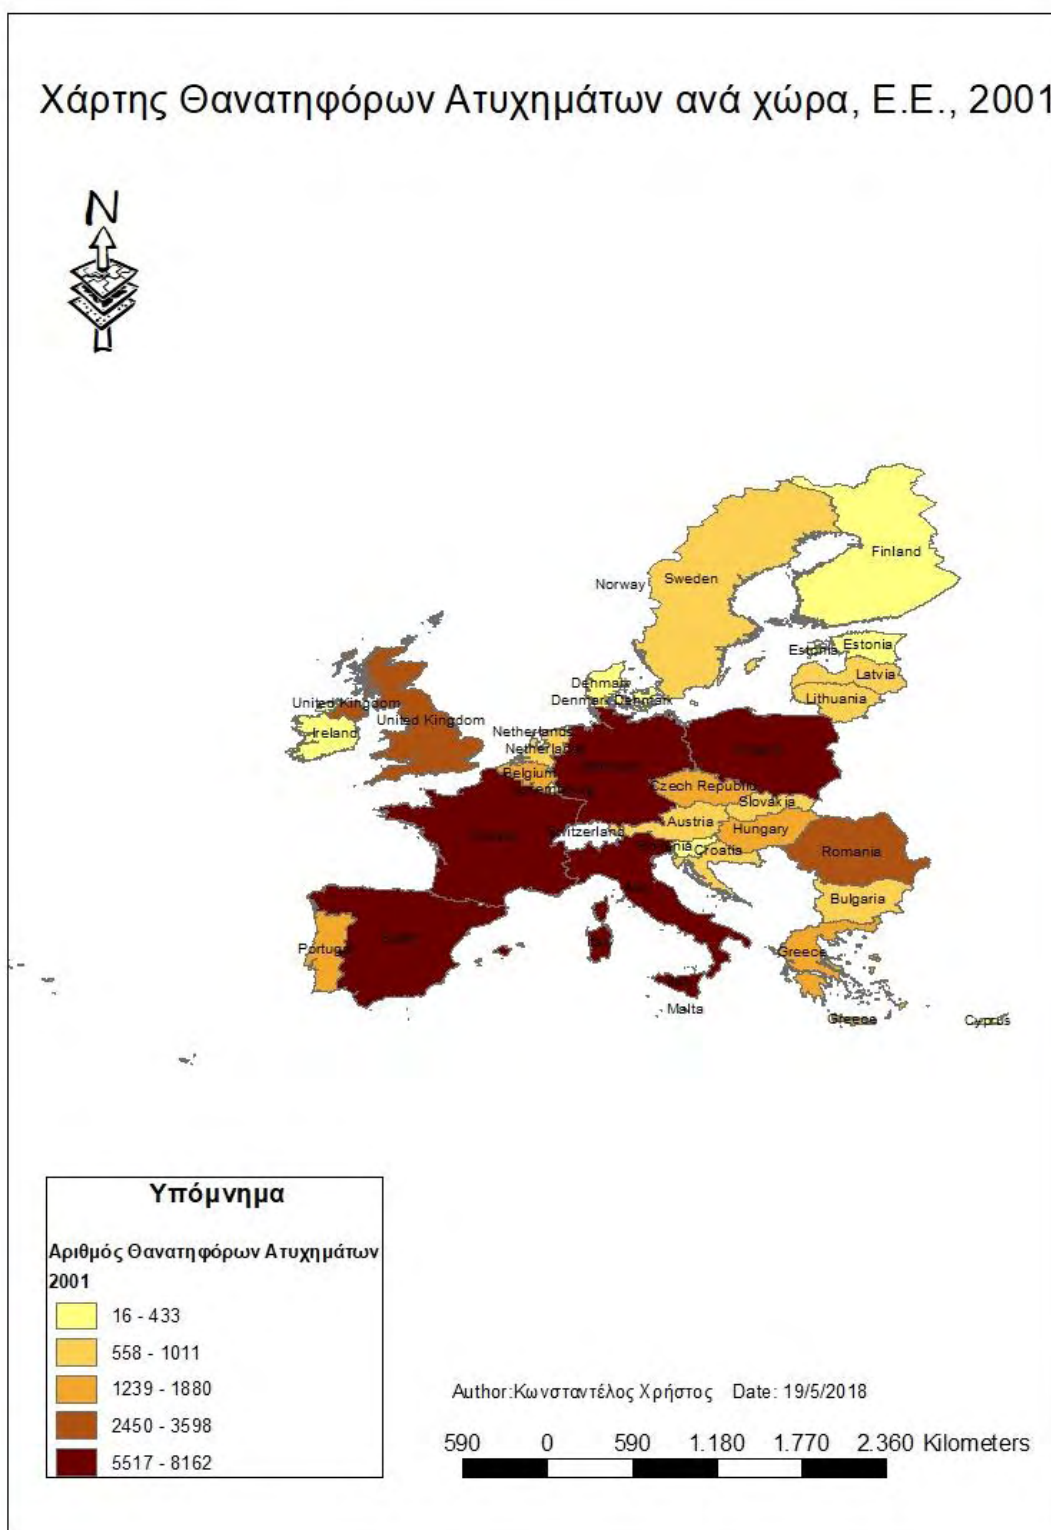 Χάρτης Θανατηφόρων Ατυχημάτων ανά χώρα, Ε.Ε., 2001
N
Finland
Norway
Sweden
Estonia
Estonia
Latvia
Lithuania
Denmark
Denmark
Denmark
United Kingdom
United Kingdom
Ireland
Netherlands
Netherlands
Belgium
Czech Republic
Slovakia
Austria
Switzerland
Hungary
Croatia
Romania
Bulgaria
Portugal
Greece
Greece
Malta
Cyprus
Υπόμνημα
Αριθμός Θανατηφόρων Ατυχημάτων
2001
16 - 433
558 - 1011
1239 - 1880
2450 - 3598
5517 - 8162
Author:Κωνσταντέλος Χρήστος Date: 19/5/2018
590 0 590 1.180 1.770 2.360 Kilometers